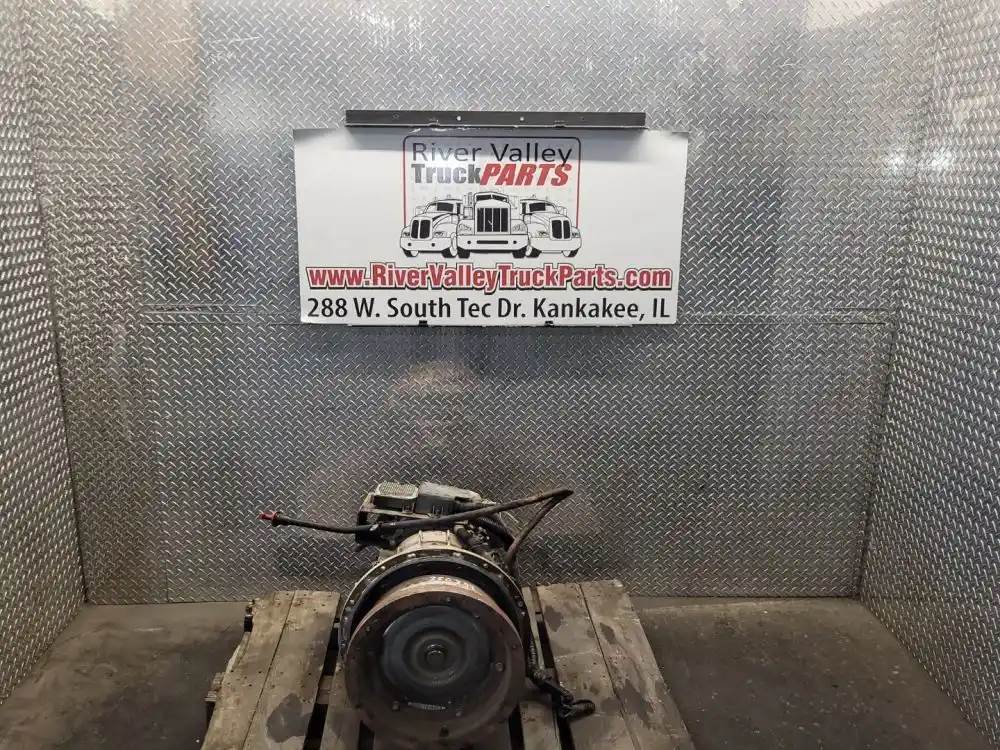 River Valley
TruckPARTS
www.RiverValleyTruckParts.com
288 W. South Tec Dr. Kankakee, IL